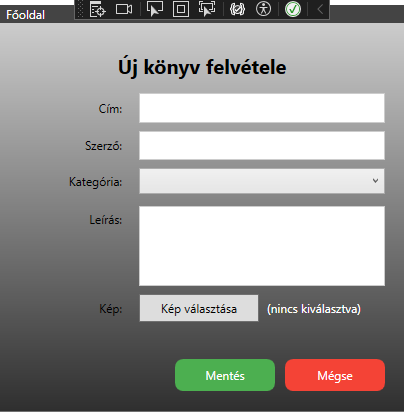 Főoldal
Új könyv felvétele
Cím:
Szerző:
Kategória:
Leírás:
Kép: Kép választása (nincs kiválasztva)
Mentés Mégse